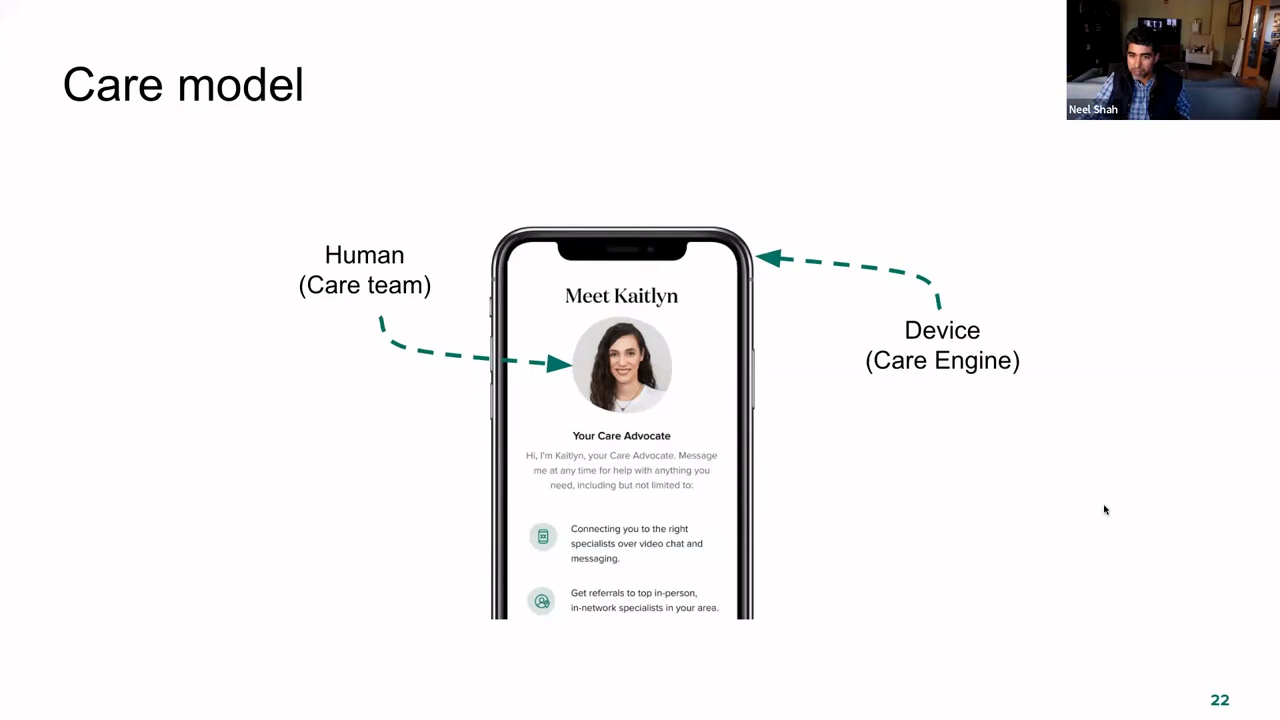 Care model
Neel Shah
Human
(Care team)
Meet Kaitlyn
Device
(Care Engine)
Your Care Advocate
Hi, I'm Kaitlyn, your Care Advocate. Message
me at any time for help with anything you
need, including but not limited to:
Connecting you to the right
specialists over video chat and
messaging.
Get referrals to top in-person,
in-network specialists in your area.
22